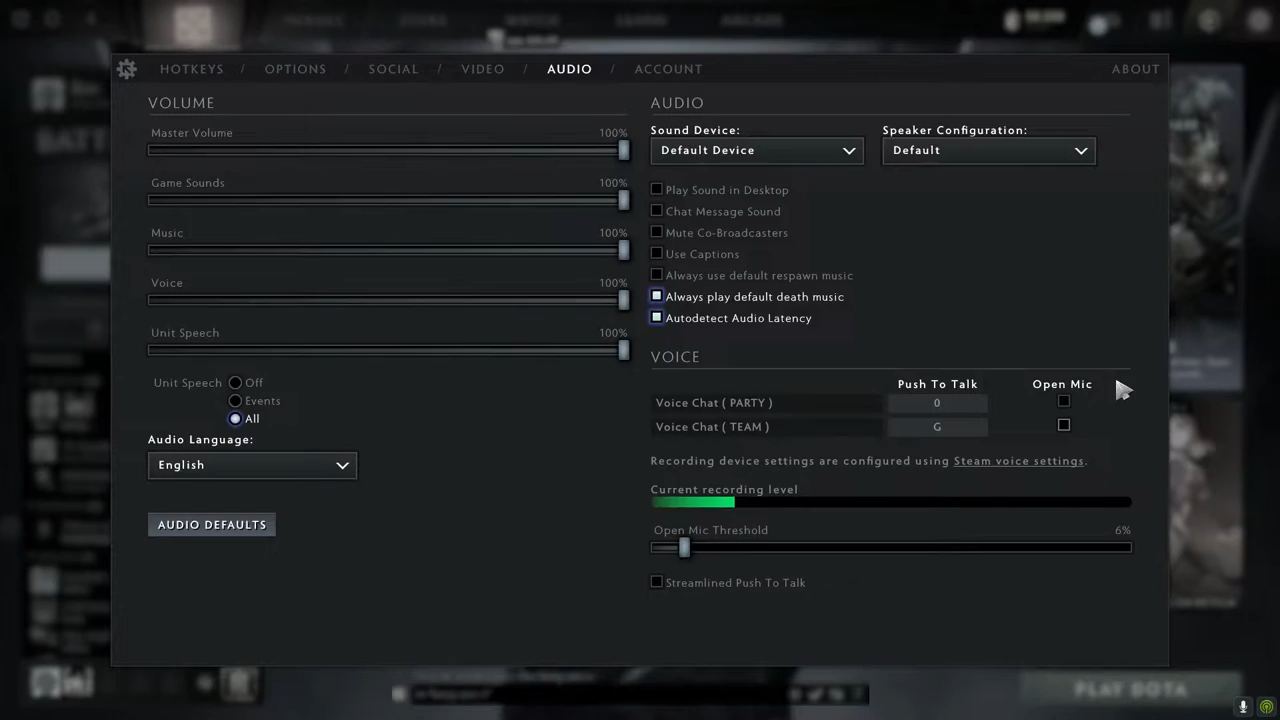 HOTKEYS / OPTIONS / SOCIAL / VIDEO / AUDIO / ACCOUNT ABOUT
VOLUME
Master Volume 100%
Game Sounds 100%
Music 100%
Voice 100%
Unit Speech 100%
Unit Speech Off
Events
All
Audio Language:
English
AUDIO DEFAULTS
AUDIO
Sound Device: Speaker Configuration:
Default Device Default
Play Sound in Desktop
Chat Message Sound
Mute Co-Broadcasters
Use Captions
Always use default respawn music
Always play default death music
Autodetect Audio Latency
VOICE
Push To Talk Open Mic
Voice Chat ( PARTY ) 0
Voice Chat ( TEAM ) G
Recording device settings are configured using Steam voice settings.
Current recording level
Open Mic Threshold 6%
Streamlined Push To Talk
PLAY DOTA